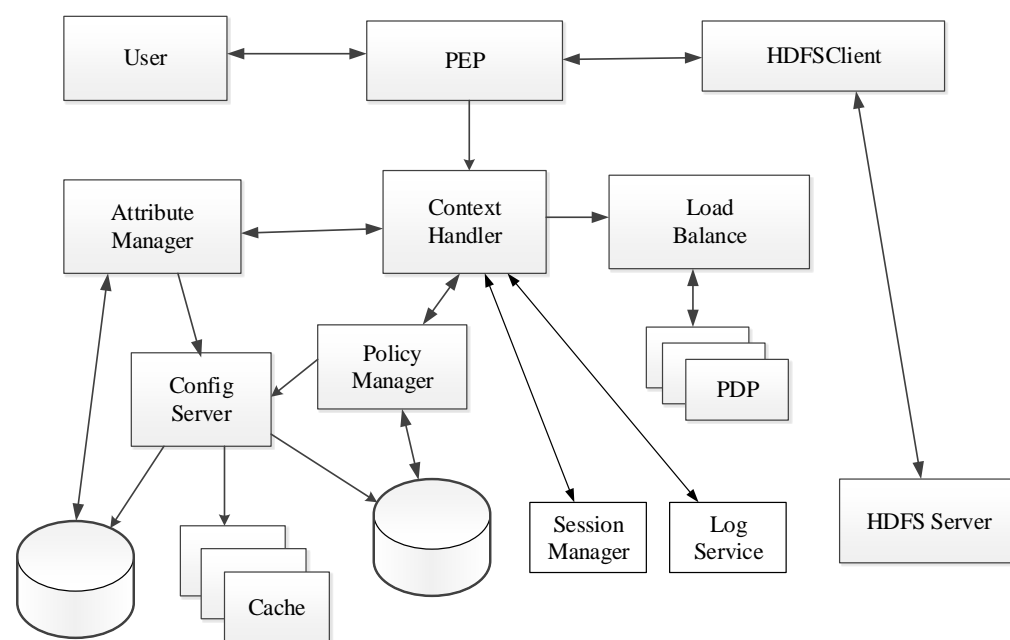 User
PEP
HDFSClient
Attribute
Manager
Context
Handler
Load
Balance
Policy
Manager
Config
Server
PDP
Session
Manager
Log
Service
HDFS Server
Cache